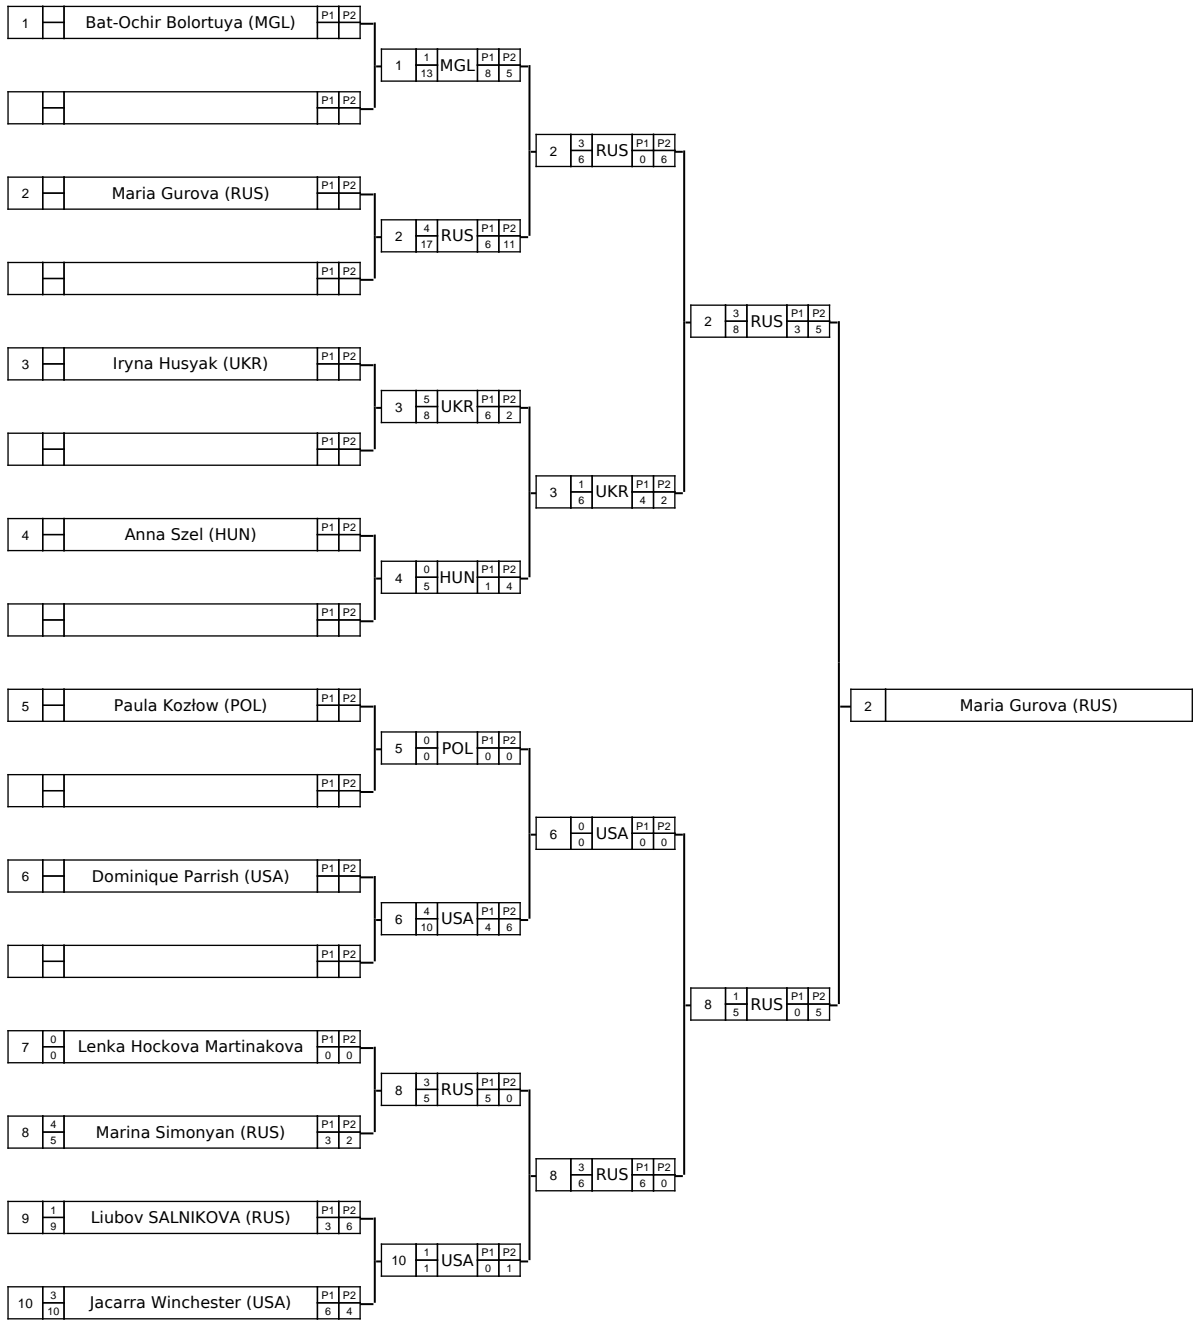 1 Bat-Ochir Bolortuya (MGL) P1 P2
1 1 13 MGL P1 P2 8 5
P1 P2
2 3 6 RUS P1 P2 0 6
2 Maria Gurova (RUS) P1 P2
2 4 17 RUS P1 P2 6 11
P1 P2
2 3 8 RUS P1 P2 3 5
3 Iryna Husyak (UKR) P1 P2
3 5 8 UKR P1 P2 6 2
P1 P2
3 1 6 UKR P1 P2 4 2
4 Anna Szel (HUN) P1 P2
4 0 5 HUN P1 P2 1 4
P1 P2
5 Paula Kozłow (POL) P1 P2
2 Maria Gurova (RUS)
5 0 0 POL P1 P2 0 0
P1 P2
6 0 0 USA P1 P2 0 0
6 Dominique Parrish (USA) P1 P2
6 4 10 USA P1 P2 4 6
P1 P2
8 1 5 RUS P1 P2 0 5
7 0 0 Lenka Hockova Martinakova P1 P2 0 0
8 3 5 RUS P1 P2 5 0
8 4 5 Marina Simonyan (RUS) P1 P2 3 2
8 3 6 RUS P1 P2 6 0
9 1 9 Liubov SALNIKOVA (RUS) P1 P2 3 6
10 1 1 USA P1 P2 0 1
10 3 10 Jacarra Winchester (USA) P1 P2 6 4